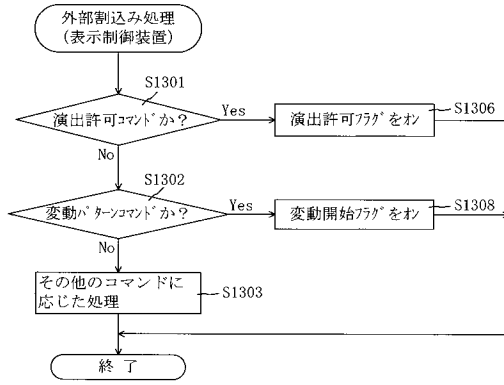 外部割込み処理
(表示制御装置)
S1301
演出許可ｺﾏﾝﾄﾞか？
Yes
演出許可ﾌﾗｸﾞをオン
S1306
No
S1302
変動ﾊﾟﾀｰﾝコマンドか？
Yes
変動開始ﾌﾗｸﾞをオン
S1308
No
その他のコマンドに
応じた処理
S1303
終了